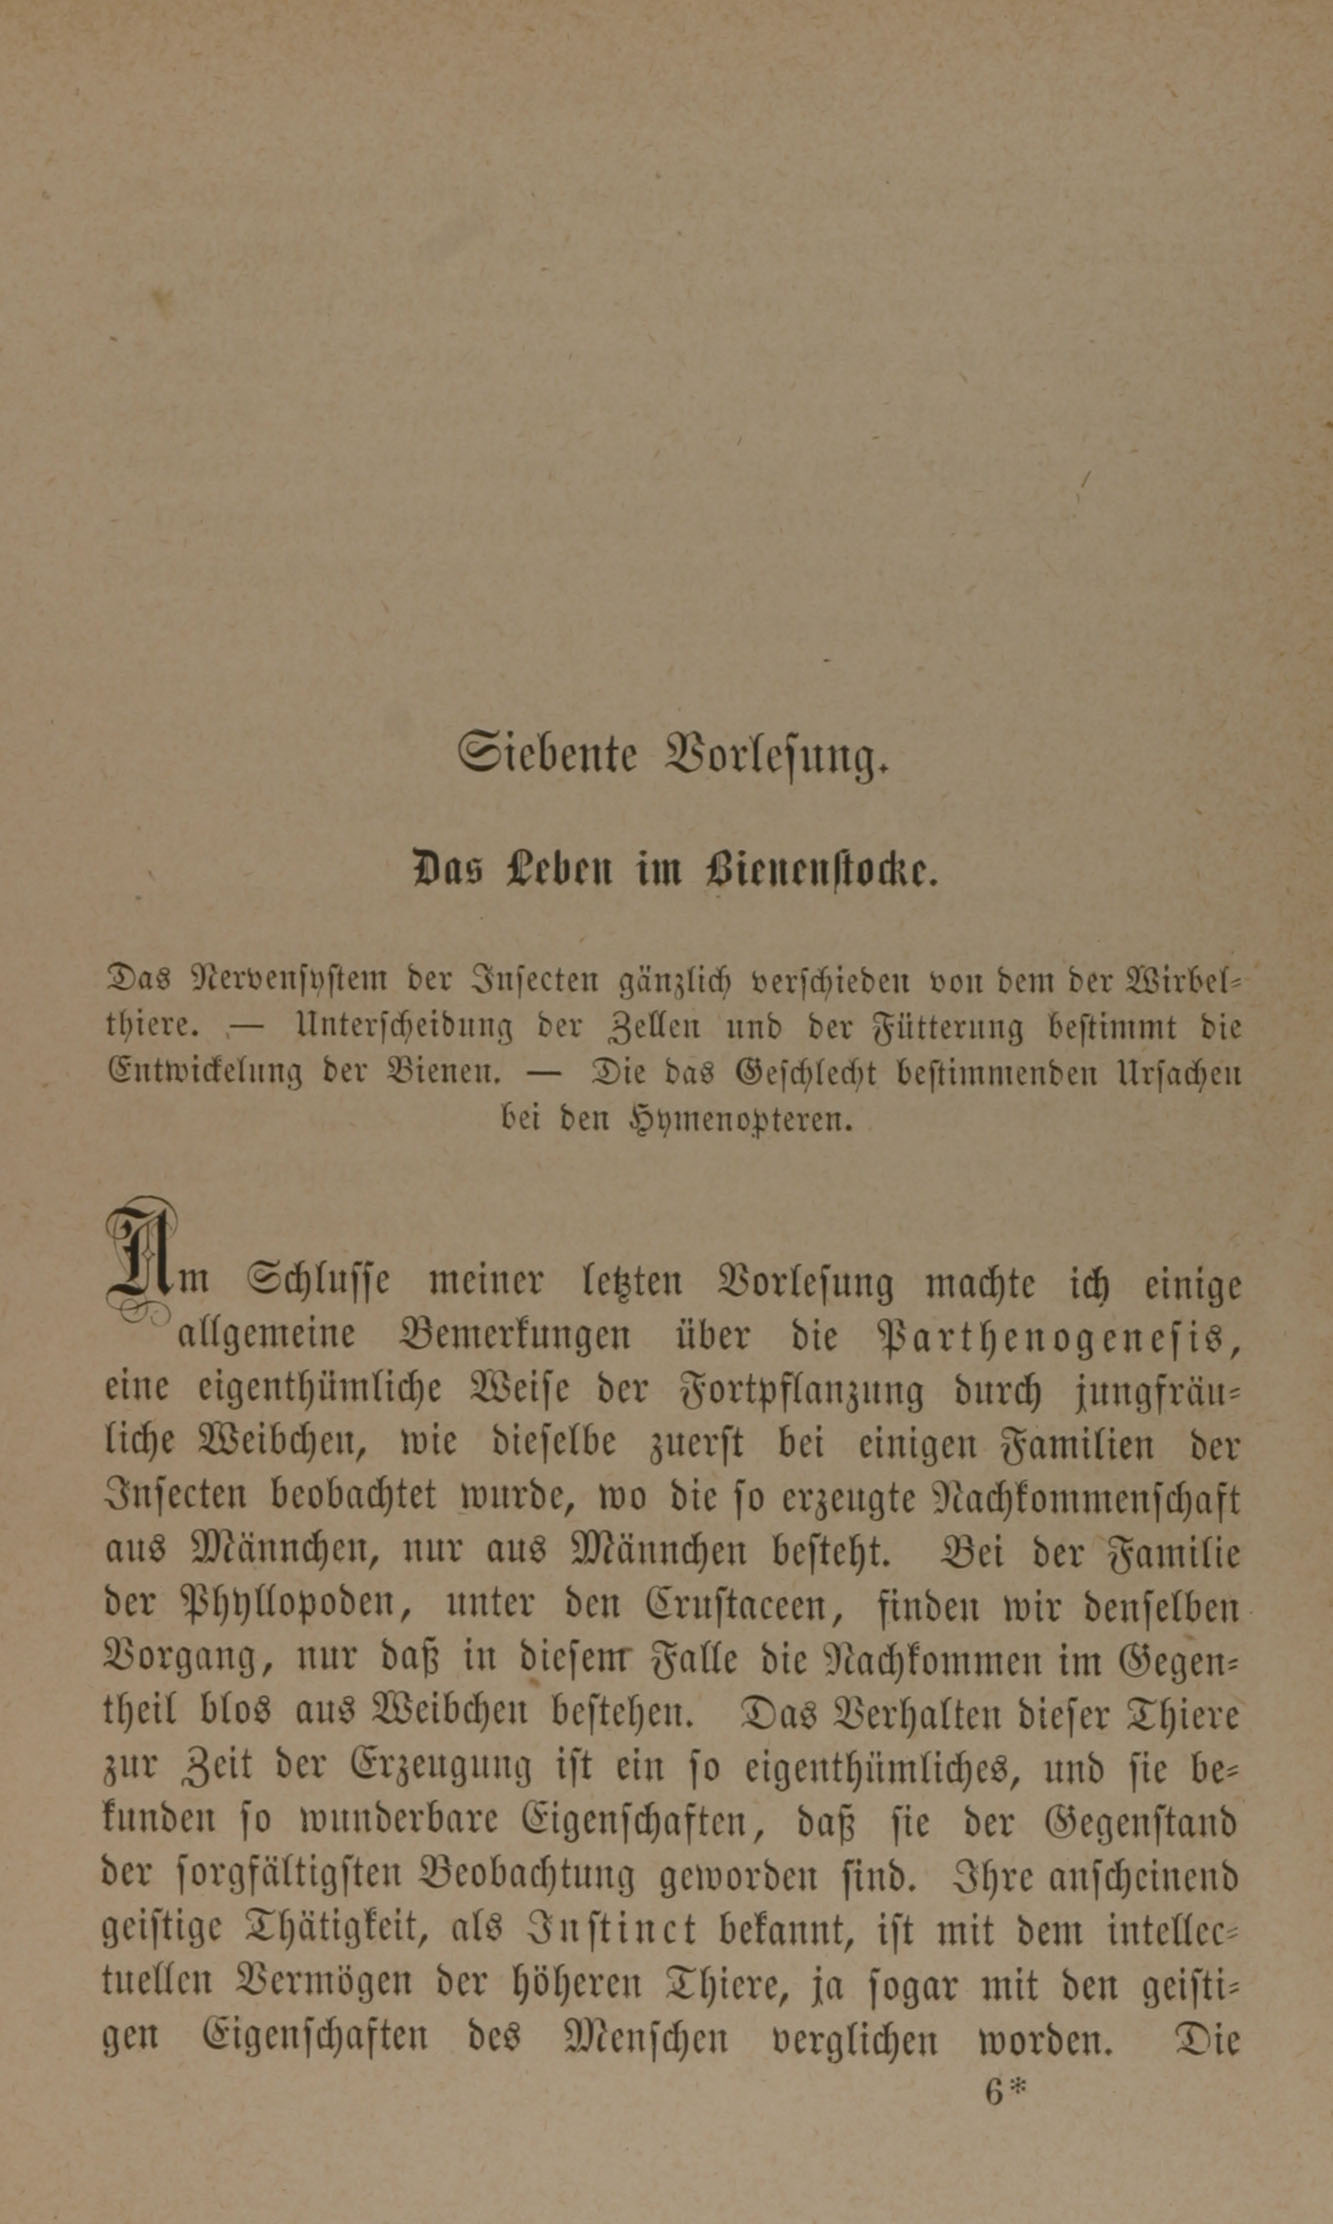 Siebente Vorlesung.
Das Leben im Bienenstocke.
Das Nervensystem der Insecten gänzlich verschieden von dem der Wirbel-
thiere. — Unterscheidung der Zellen und der Fütterung bestimmt die
Entwickelung der Bienen. — Die das Geschlecht bestimmenden Ursachen
bei den Hymenopteren.
Am Schlusse meiner letzten Vorlesung machte ich einige
allgemeine Bemerkungen über die Parthenogenesis,
eine eigenthümliche Weise der Fortpflanzung durch jungfräu-
liche Weibchen, wie dieselbe zuerst bei einigen Familien der
Insecten beobachtet wurde, wo die so erzeugte Nachkommenschaft
aus Männchen, nur aus Männchen besteht. Bei der Familie
der Phyllopoden, unter den Crustaceen, finden wir denselben
Vorgang, nur daß in diesem Falle die Nachkommen im Gegen-
theil blos aus Weibchen bestehen. Das Verhalten dieser Thiere
zur Zeit der Erzeugung ist ein so eigenthümliches, und sie be-
kunden so wunderbare Eigenschaften, daß sie der Gegenstand
der sorgfältigsten Beobachtung geworden sind. Ihre anscheinend
geistige Thätigkeit, als Instinct bekannt, ist mit dem intellec-
tuellen Vermögen der höheren Thiere, ja sogar mit den geisti-
gen Eigenschaften des Menschen verglichen worden. Die
6*